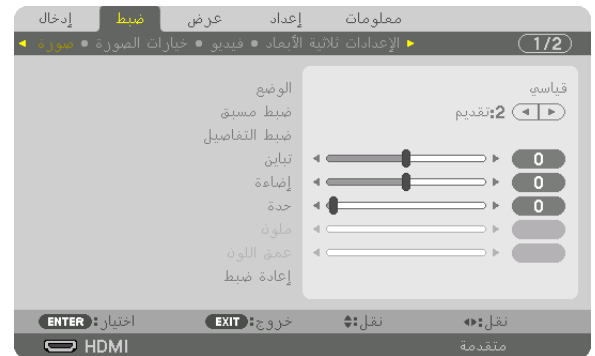 إدخال ضبط عرض إعداد معلومات
صورة ● خيارات الصورة ● فيديو ● الإعدادات ثلاثية الأبعاد 1/2
الوضع قياسي
ضبط مسبق 2:تقديم
ضبط التفاصيل
تباين 0
إضاءة 0
حدة 0
ملون
عمق اللون
إعادة ضبط
ENTER: اختيار EXIT: خروج نقل: نقل:
HDMI متقدمة